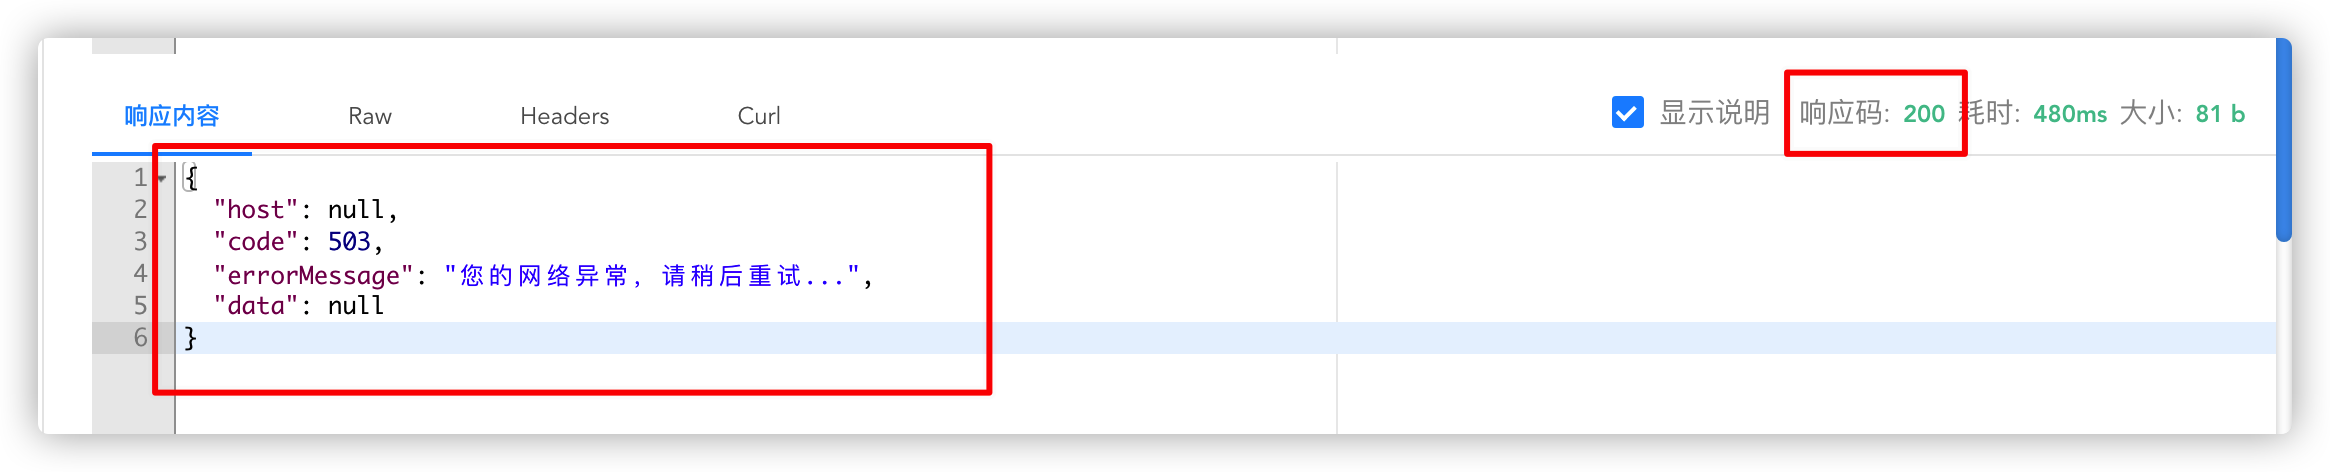 响应内容 Raw Headers Curl 显示说明 响应码: 200 耗时: 480ms 大小: 81 b
1 {
2 "host": null,
3 "code": 503,
4 "errorMessage": "您的网络异常，请稍后重试...",
5 "data": null
6 }